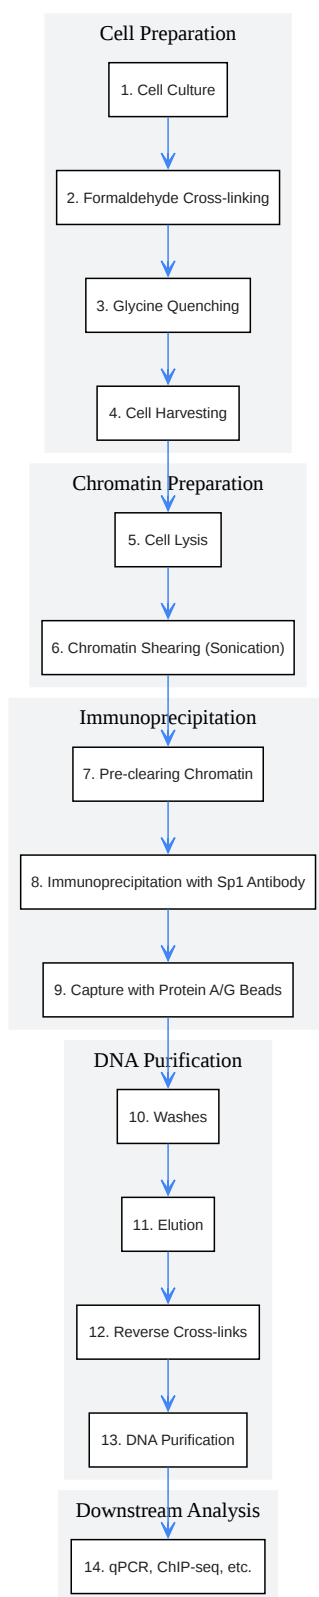 Cell Preparation
1. Cell Culture
2. Formaldehyde Cross-linking
3. Glycine Quenching
4. Cell Harvesting
Chromatin Preparation
5. Cell Lysis
6. Chromatin Shearing (Sonication)
Immunoprecipitation
7. Pre-clearing Chromatin
8. Immunoprecipitation with Sp1 Antibody
9. Capture with Protein A/G Beads
DNA Purification
10. Washes
11. Elution
12. Reverse Cross-links
13. DNA Purification
Downstream Analysis
14. qPCR, ChIP-seq, etc.